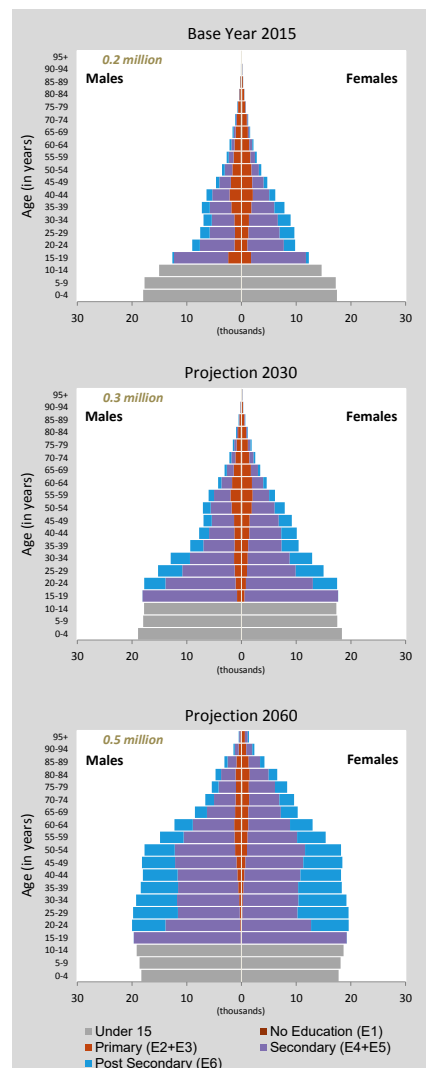 Base Year 2015
0.2 million
Males
Females
Age (in years)
95+
90-94
85-89
80-84
75-79
70-74
65-69
60-64
55-59
50-54
45-49
40-44
35-39
30-34
25-29
20-24
15-19
10-14
5-9
0-4
30 20 10 0 10 20 30
(thousands)
Projection 2030
0.3 million
Males
Females
Age (in years)
95+
90-94
85-89
80-84
75-79
70-74
65-69
60-64
55-59
50-54
45-49
40-44
35-39
30-34
25-29
20-24
15-19
10-14
5-9
0-4
30 20 10 0 10 20 30
(thousands)
Projection 2060
0.5 million
Males
Females
Age (in years)
95+
90-94
85-89
80-84
75-79
70-74
65-69
60-64
55-59
50-54
45-49
40-44
35-39
30-34
25-29
20-24
15-19
10-14
5-9
0-4
30 20 10 0 10 20 30
(thousands)
Under 15 No Education (E1)
Primary (E2+E3) Secondary (E4+E5)
Post Secondary (E6)